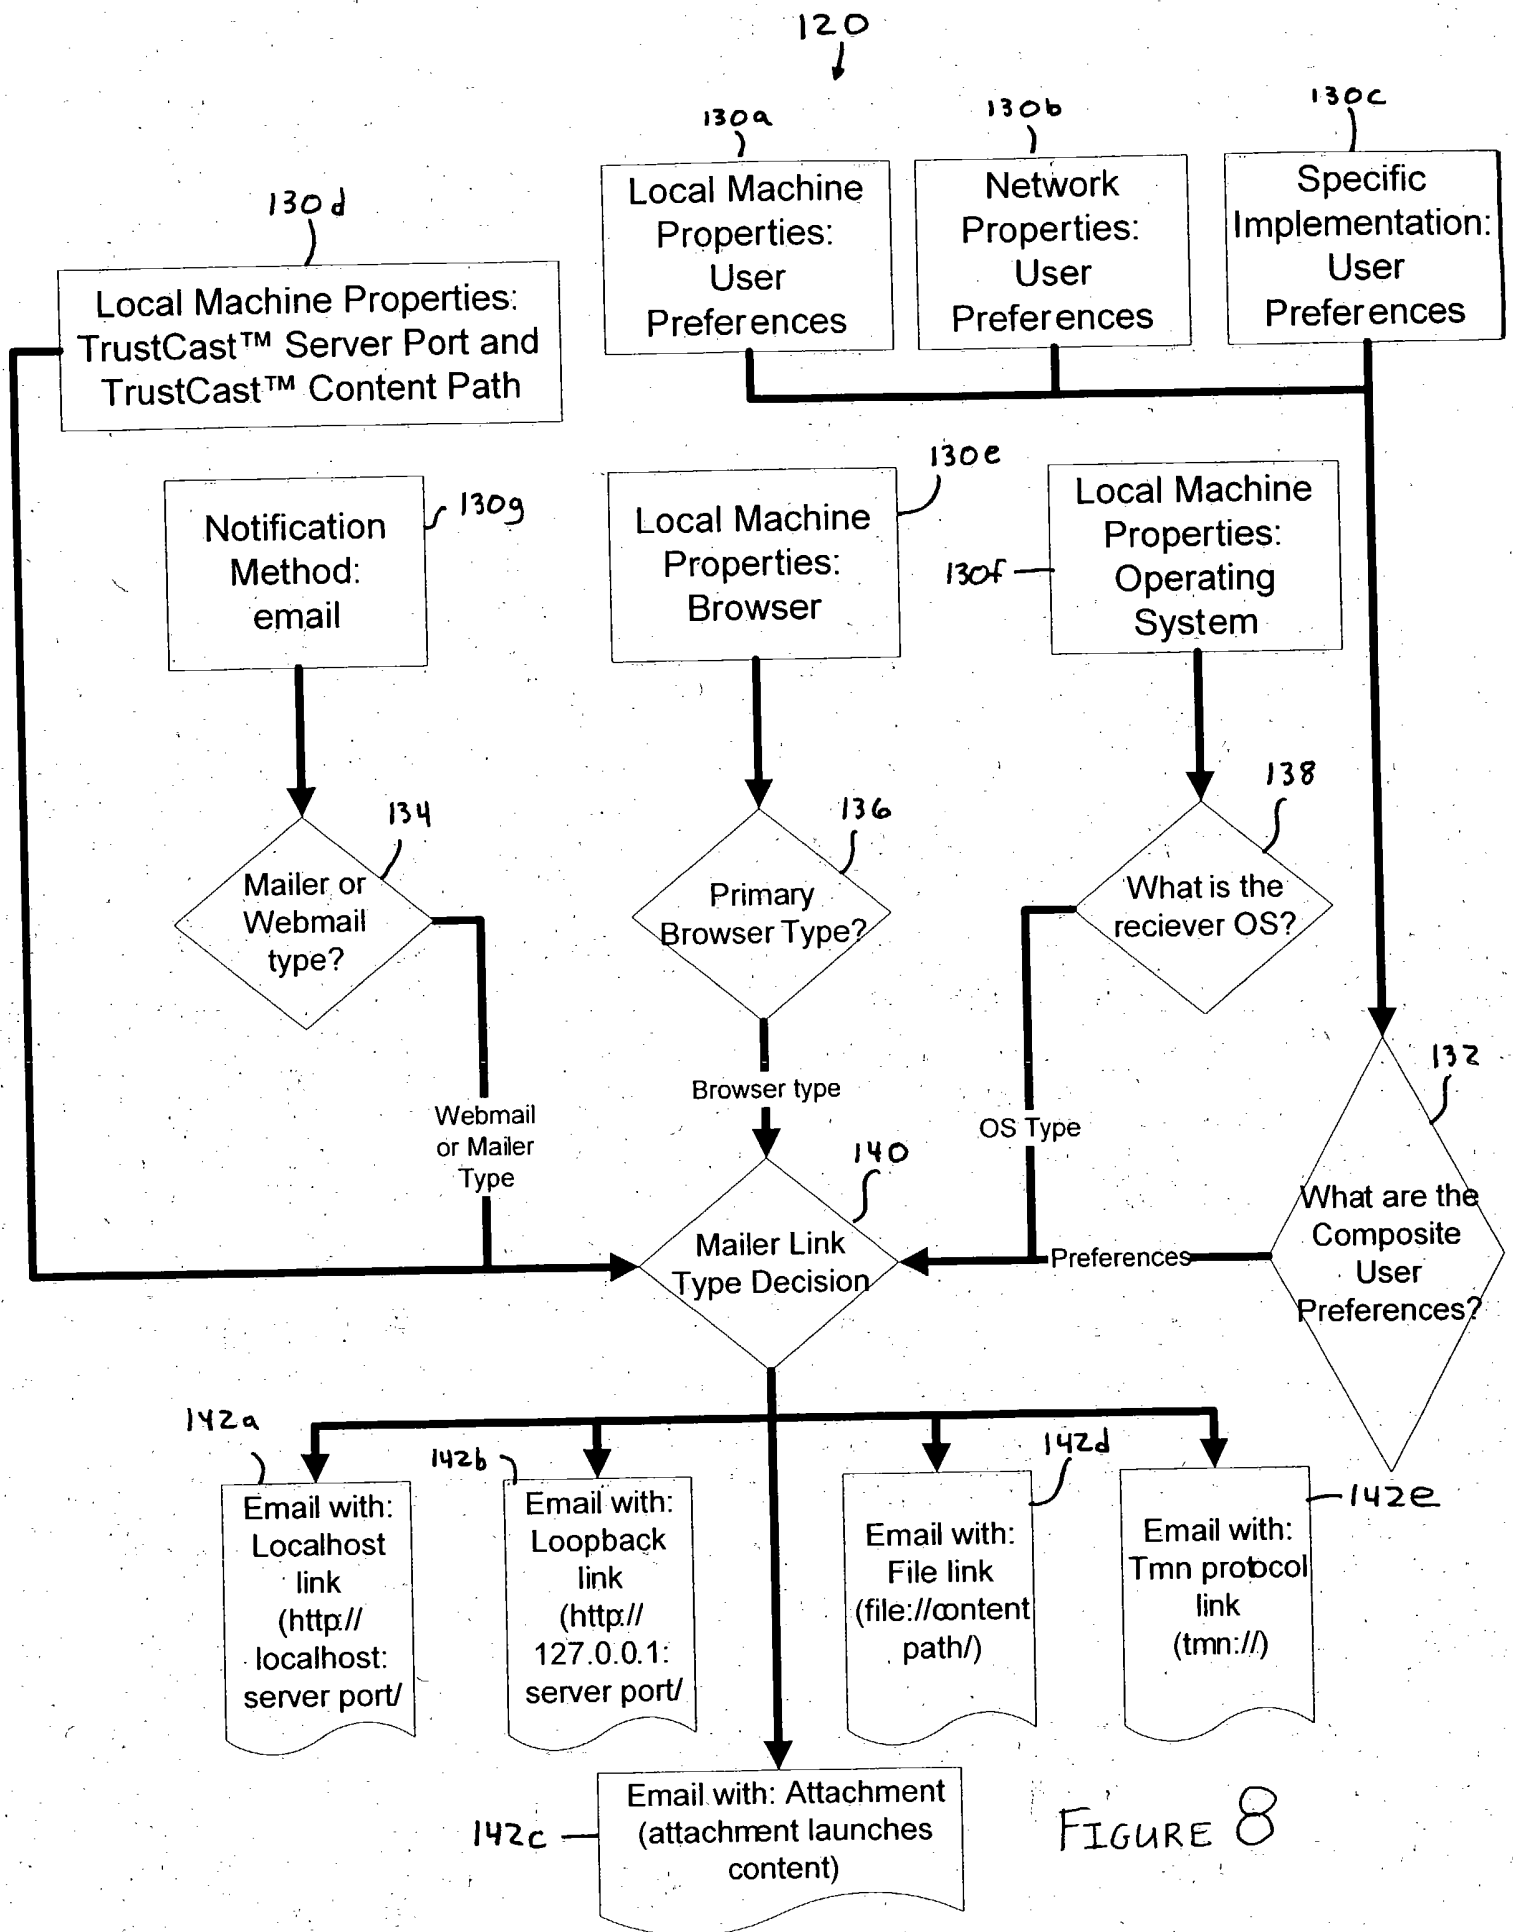 120
130a
130b
130c
130d
Local Machine
Properties:
User
Preferences
Network
Properties:
User
Preferences
Specific
Implementation:
User
Preferences
Local Machine Properties:
TrustCast™ Server Port and
TrustCast™ Content Path
Notification
Method:
email
130g
Local Machine
Properties:
Browser
130e
Local Machine
Properties:
Operating
System
130f
134
Mailer or
Webmail
type?
136
Primary
Browser Type?
138
What is the
reciever OS?
132
What are the
Composite
User
Preferences?
Webmail
or Mailer
Type
Browser type
OS Type
Preferences
140
Mailer Link
Type Decision
142a
Email with:
Localhost
link
(http://
localhost:
server port/
142b
Email with:
Loopback
link
(http://
127.0.0.1:
server port/
142d
Email with:
File link
(file://content
path/)
142e
Email with:
Tmn protocol
link
(tmn://)
142c
Email with: Attachment
(attachment launches
content)
FIGURE 8